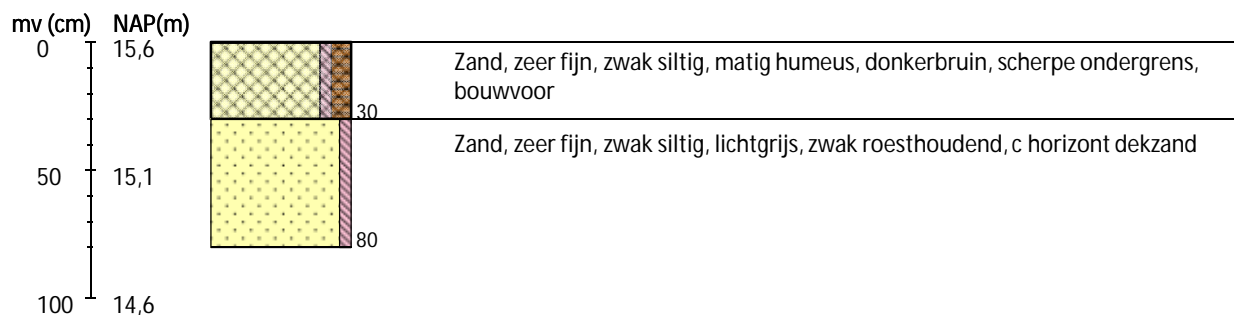 mv (cm) NAP(m)
0 15,6
Zand, zeer fijn, zwak siltig, matig humeus, donkerbruin, scherpe ondergrens,
bouwvoor
30
Zand, zeer fijn, zwak siltig, lichtgrijs, zwak roesthoudend, c horizont dekzand
50 15,1
80
100 14,6